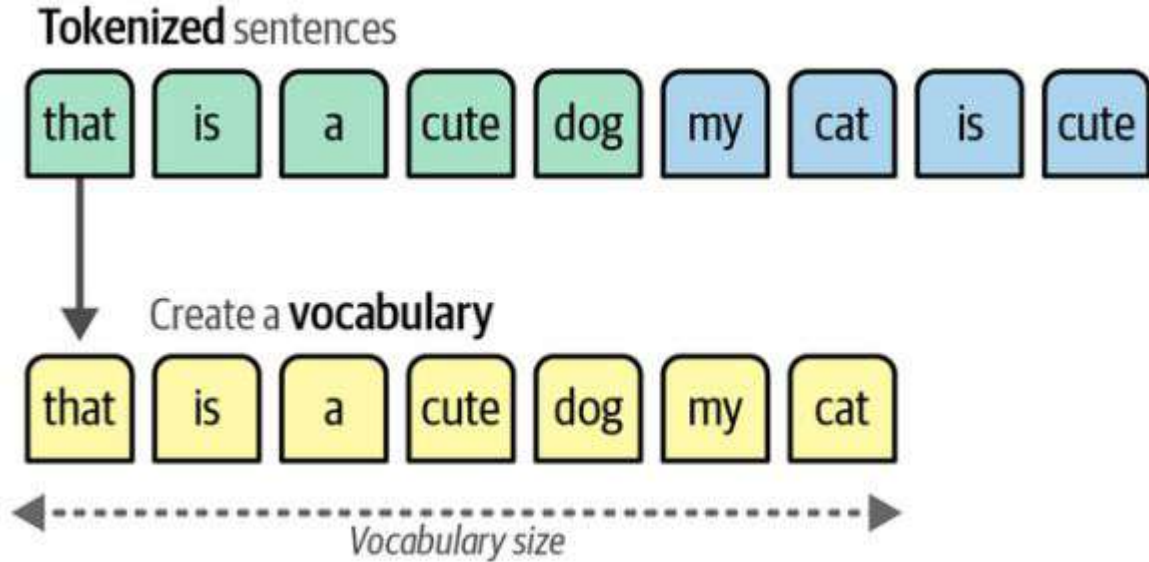 Tokenized sentences
that is a cute dog my cat is cute
Create a vocabulary
that is a cute dog my cat
Vocabulary size